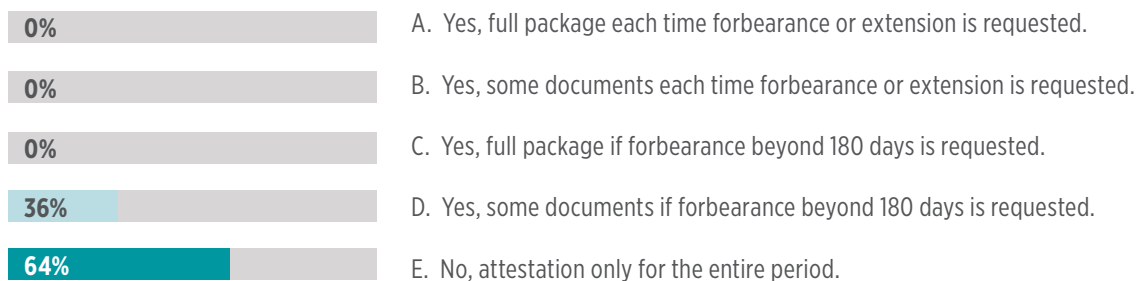 0% A. Yes, full package each time forbearance or extension is requested.
0% B. Yes, some documents each time forbearance or extension is requested.
0% C. Yes, full package if forbearance beyond 180 days is requested.
36% D. Yes, some documents if forbearance beyond 180 days is requested.
64% E. No, attestation only for the entire period.